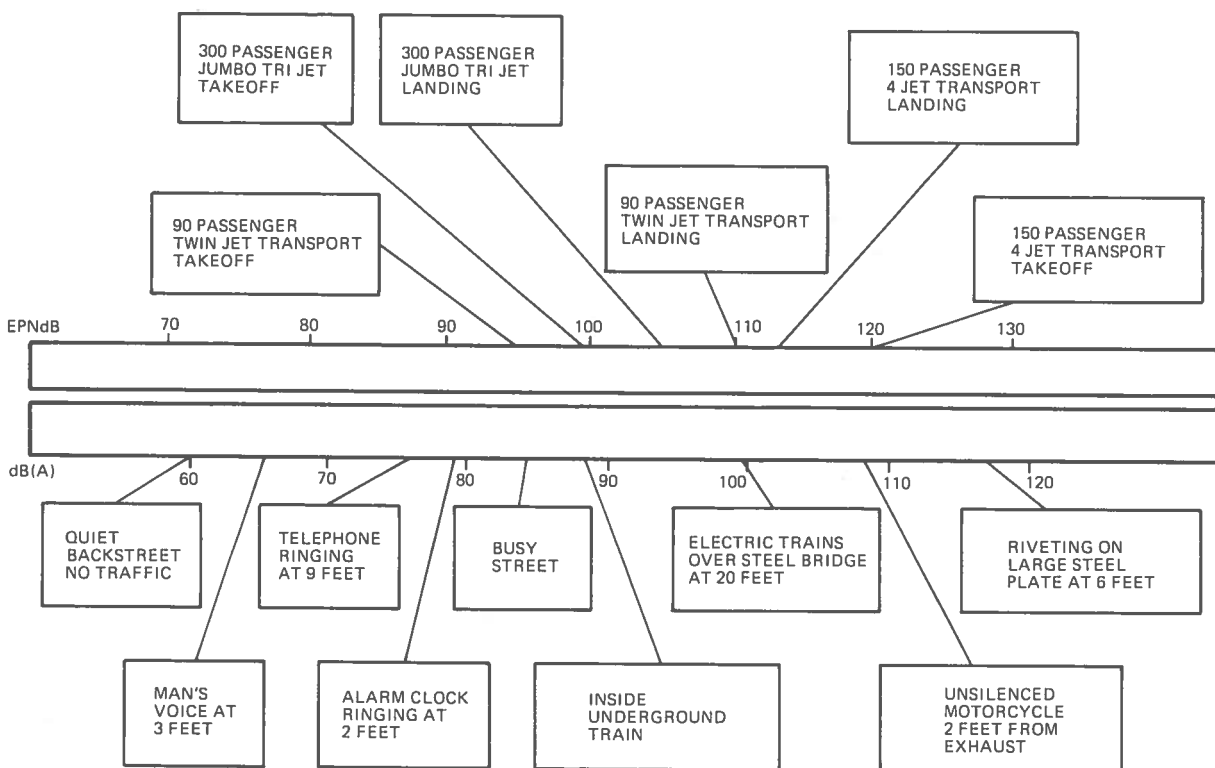 300 PASSENGER
JUMBO TRI JET
TAKEOFF
300 PASSENGER
JUMBO TRI JET
LANDING
150 PASSENGER
4 JET TRANSPORT
LANDING
90 PASSENGER
TWIN JET TRANSPORT
TAKEOFF
90 PASSENGER
TWIN JET TRANSPORT
LANDING
150 PASSENGER
4 JET TRANSPORT
TAKEOFF
EPNdB 70 80 90 100 110 120 130
dB(A) 60 70 80 90 100 110 120
QUIET
BACKSTREET
NO TRAFFIC
TELEPHONE
RINGING
AT 9 FEET
BUSY
STREET
ELECTRIC TRAINS
OVER STEEL BRIDGE
AT 20 FEET
RIVETING ON
LARGE STEEL
PLATE AT 6 FEET
MAN'S
VOICE AT
3 FEET
ALARM CLOCK
RINGING AT
2 FEET
INSIDE
UNDERGROUND
TRAIN
UNSILENCED
MOTORCYCLE
2 FEET FROM
EXHAUST